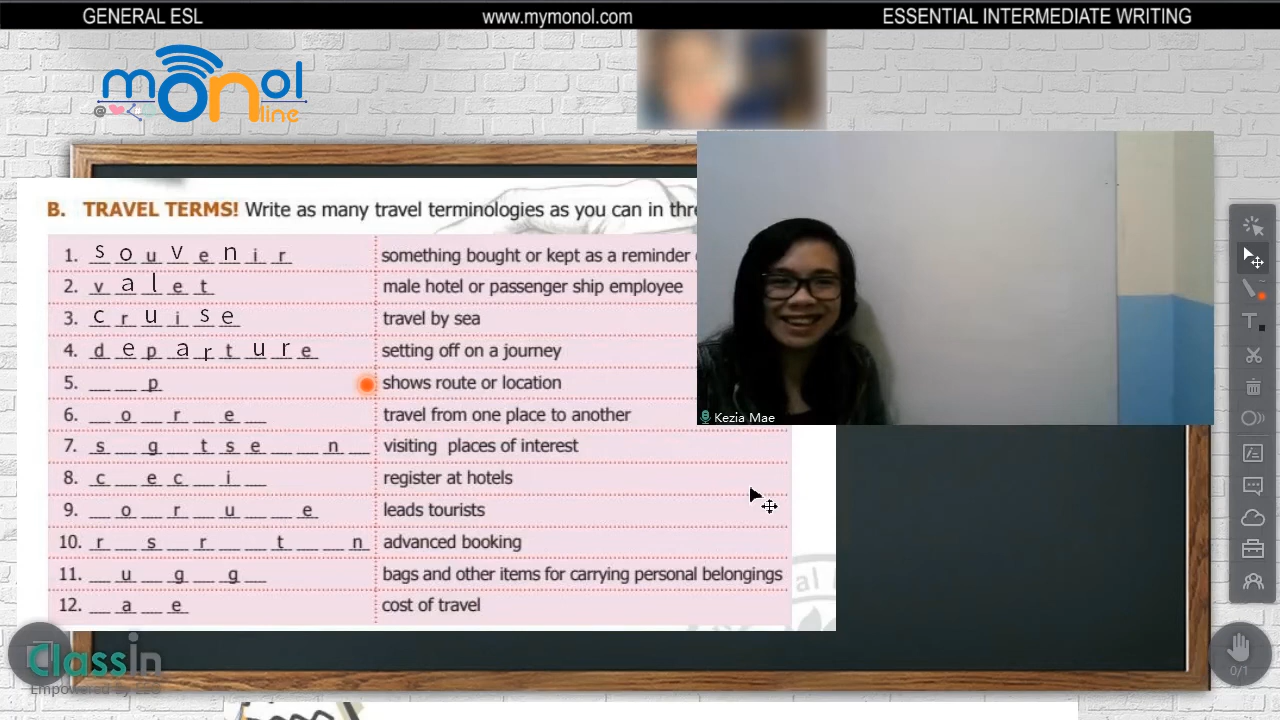 GENERAL ESL www.mymonol.com ESSENTIAL INTERMEDIATE WRITING
monol
line
B. TRAVEL TERMS! Write as many travel terminologies as you can in thr
1. s o u v e n i r something bought or kept as a reminder
2. v a l e t male hotel or passenger ship employee
3. c r u i s e travel by sea
4. d e p a r t u r e setting off on a journey
5. __ __ p shows route or location
6. __ o __ r __ e __ travel from one place to another
7. s __ g __ t s e __ __ n __ visiting places of interest
8. c __ e c __ i __ register at hotels
9. __ o __ r __ u __ __ e leads tourists
10. r __ s __ r __ __ t __ __ n advanced booking
11. __ u __ g __ g __ bags and other items for carrying personal belongings
12. __ a __ e cost of travel
Kezia Mae
al
ClassIn
Empowered by EEO
0/1